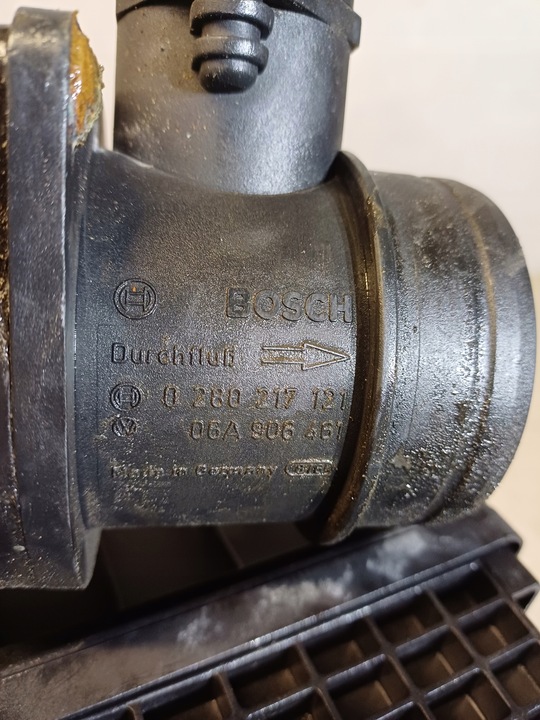 BOSCH
Durchfluß
0 280 217 121
06A 906 461
Made in Germany